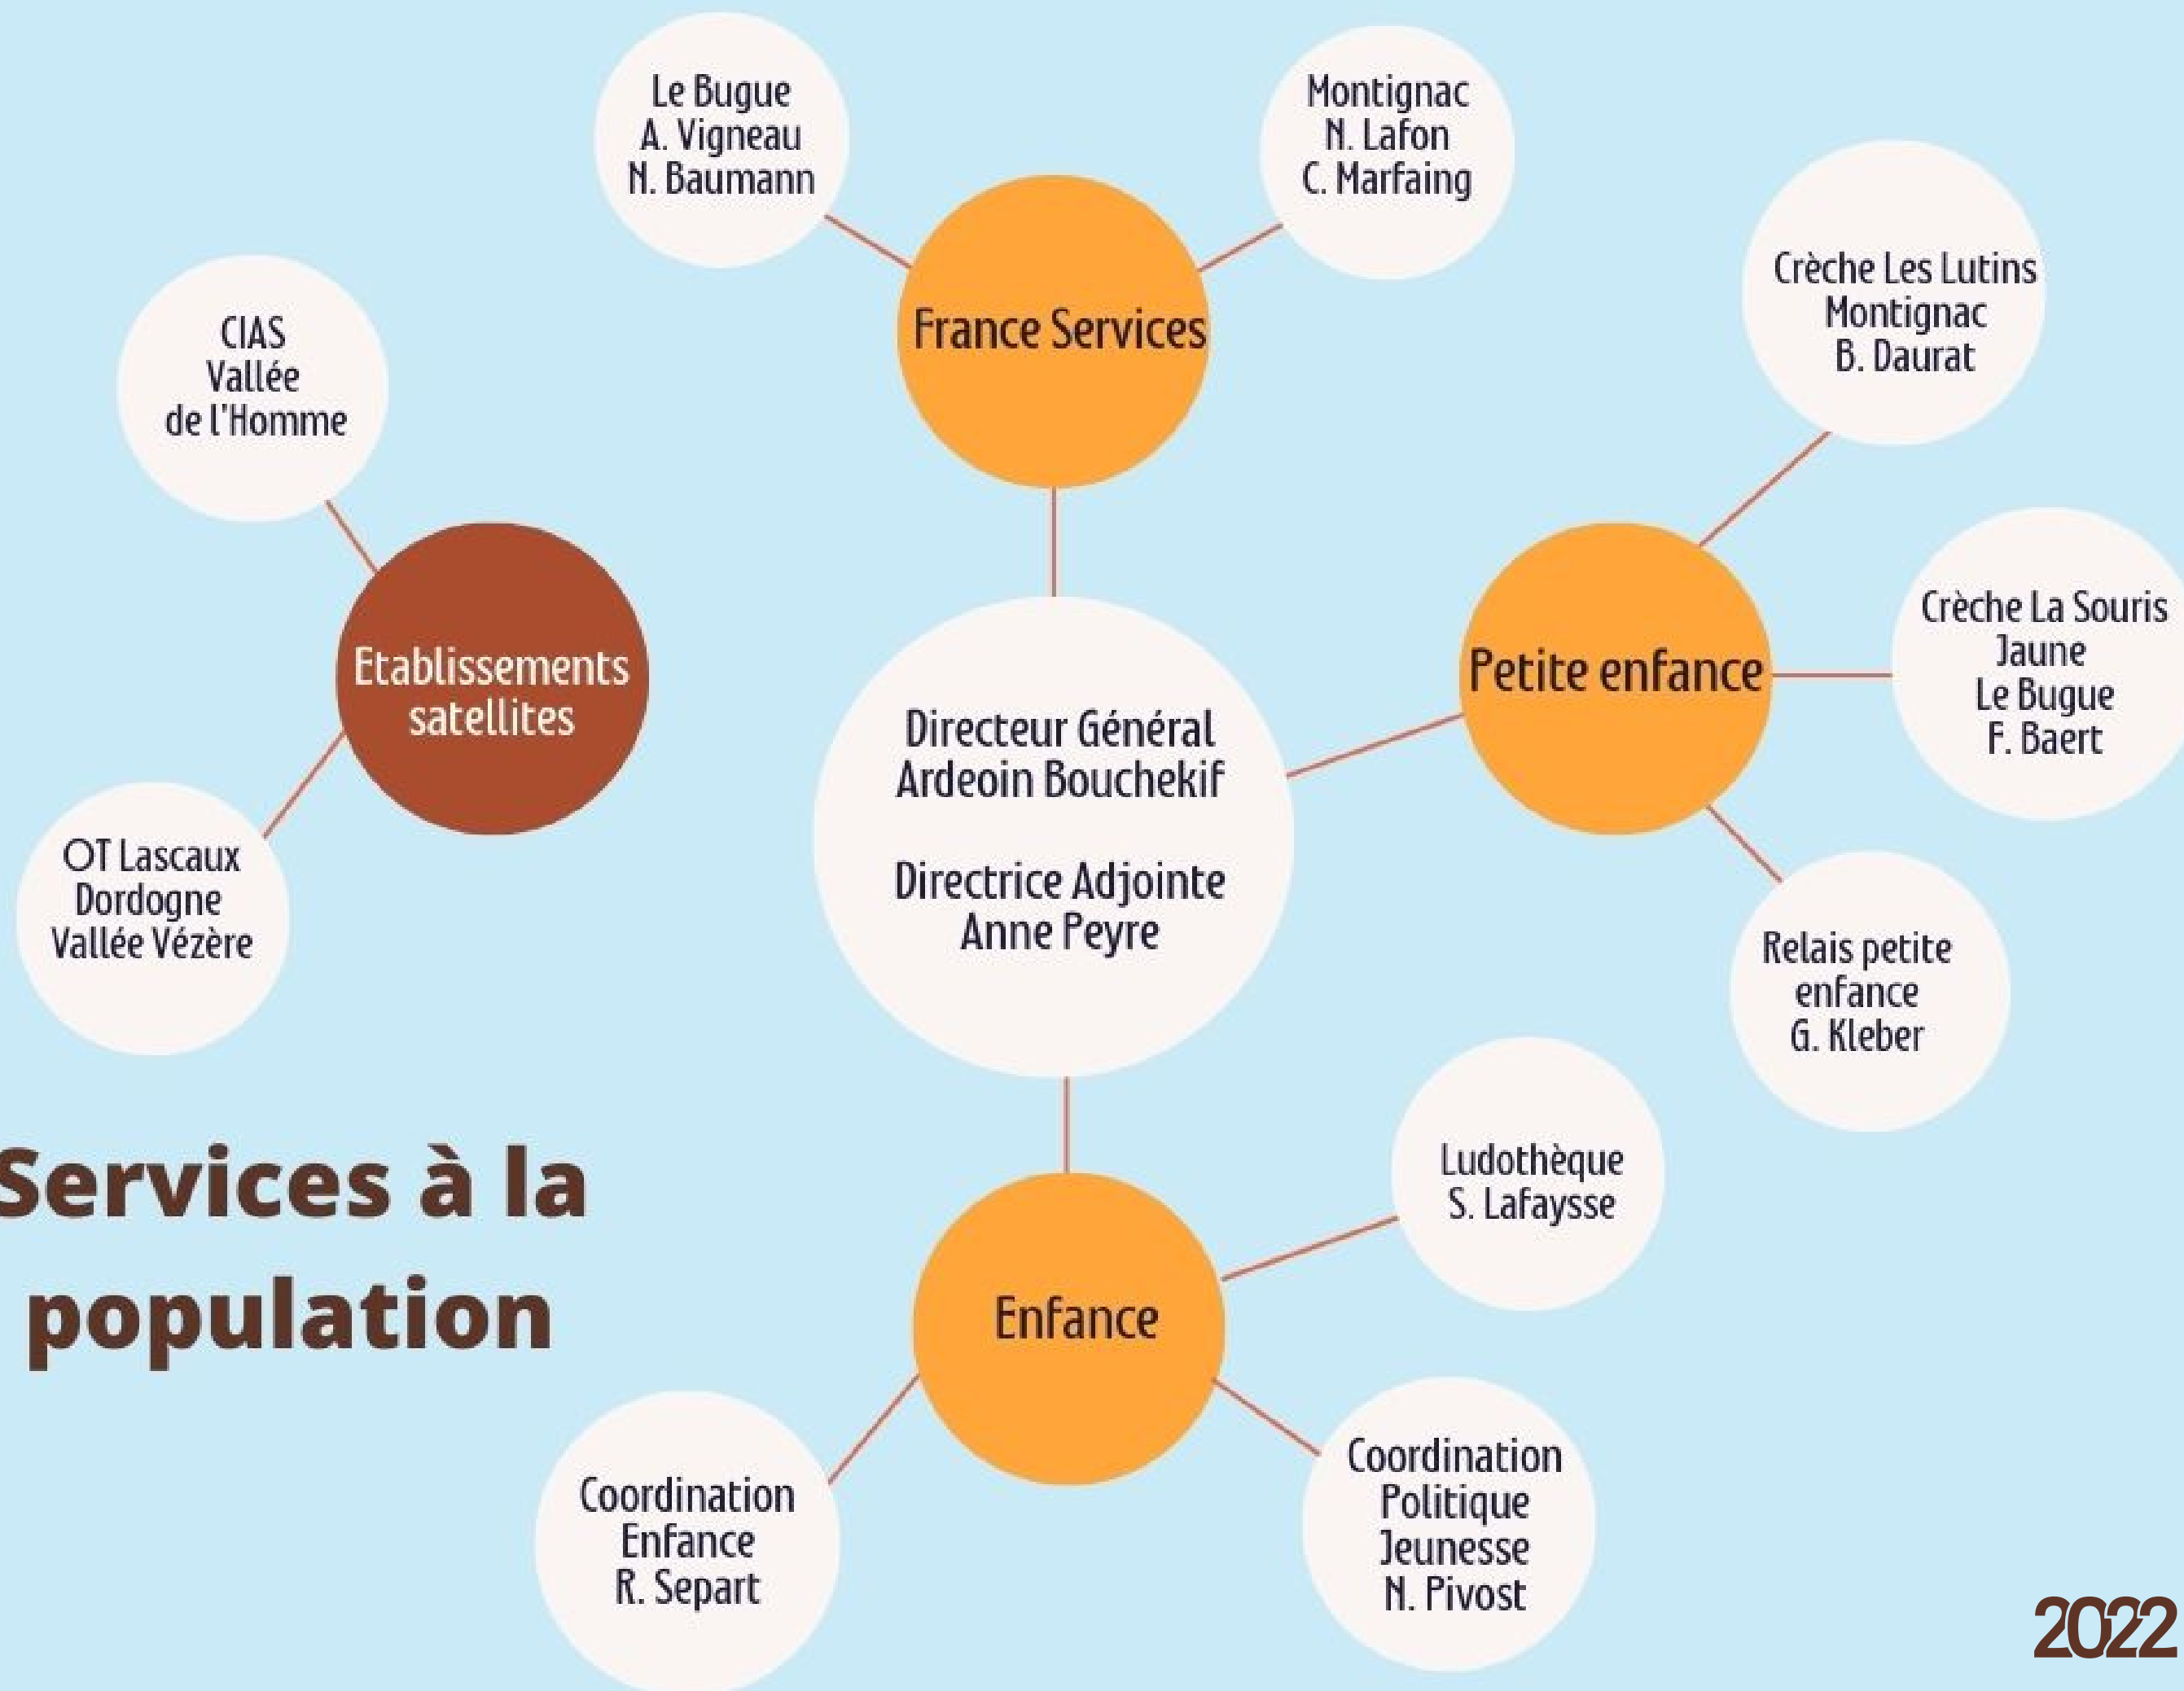 Le Bugue
A. Vigneau
N. Baumann
Montignac
N. Lafon
C. Marfaing
France Services
Crèche Les Lutins
Montignac
B. Daurat
CIAS
Vallée
de l'Homme
Etablissements
satellites
OT Lascaux
Dordogne
Vallée Vézère
Directeur Général
Ardeoin Bouchekif
Directrice Adjointe
Anne Peyre
Petite enfance
Crèche La Souris
Jaune
Le Bugue
F. Baert
Relais petite
enfance
G. Kleber
Services à la
population
Ludothèque
S. Lafaysse
Enfance
Coordination
Enfance
R. Separt
Coordination
Politique
Jeunesse
N. Pivost
2022